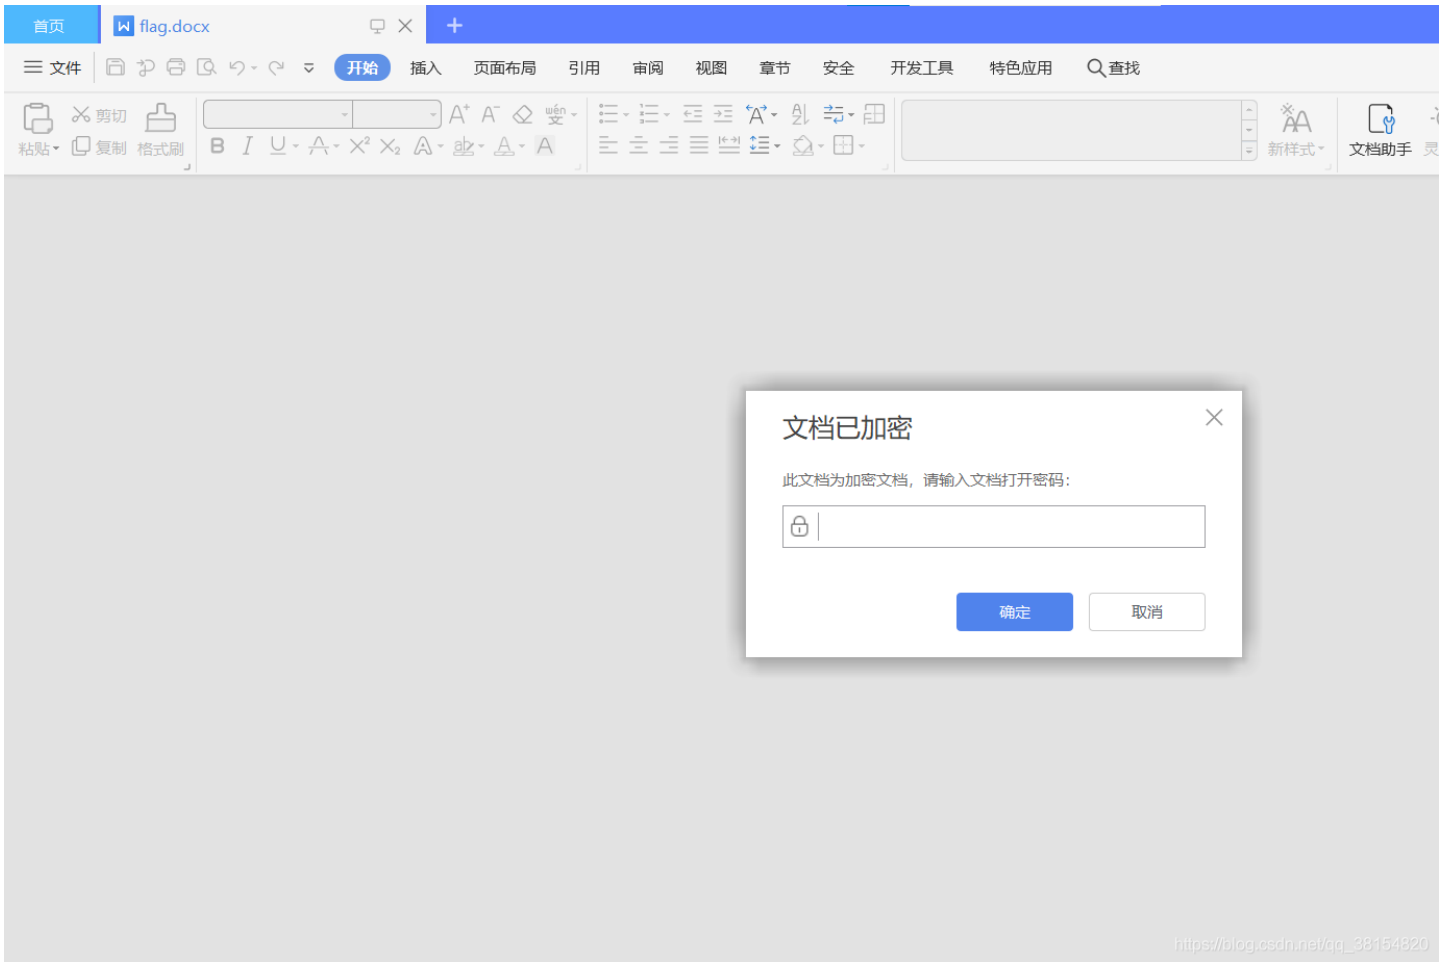 首页 flag.docx
文件 开始 插入 页面布局 引用 审阅 视图 章节 安全 开发工具 特色应用 查找
剪切
粘贴 复制 格式刷 新样式 文档助手 灵
文档已加密
此文档为加密文档，请输入文档打开密码：
确定 取消
https://blog.csdn.net/qq_38154820